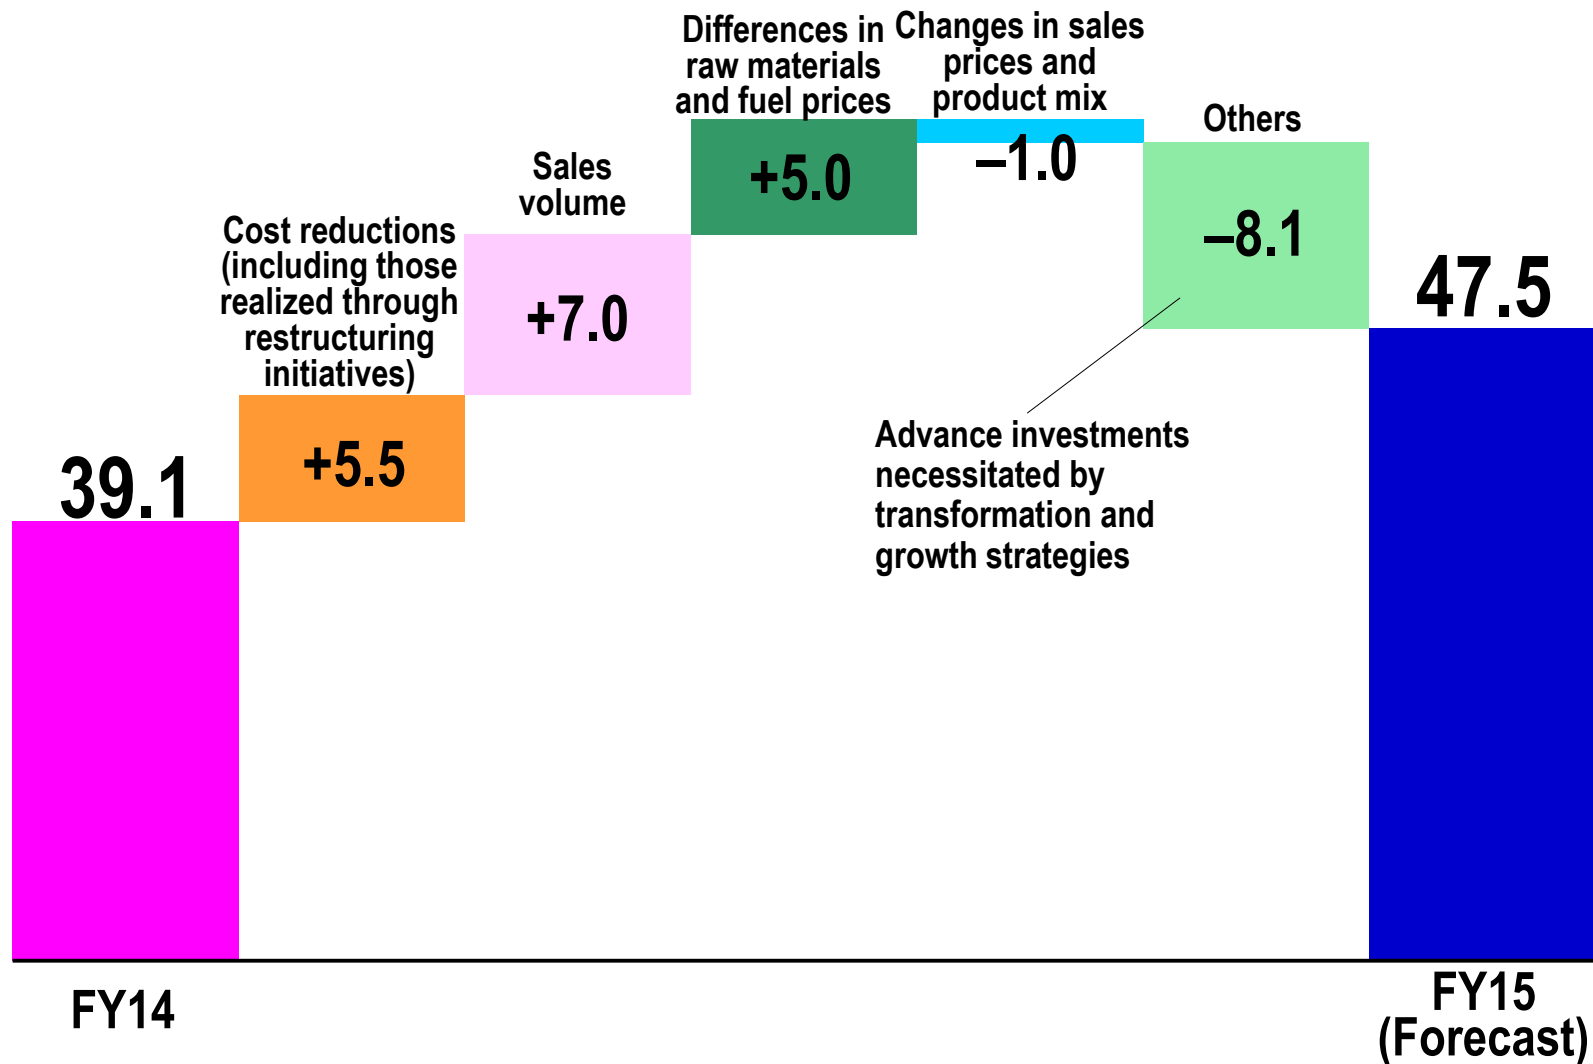 39.1
FY14
Cost reductions
(including those
realized through
restructuring
initiatives)
+5.5
Sales
volume
+7.0
Differences in
raw materials
and fuel prices
+5.0
Changes in sales
prices and
product mix
–1.0
Others
–8.1
Advance investments
necessitated by
transformation and
growth strategies
47.5
FY15
(Forecast)